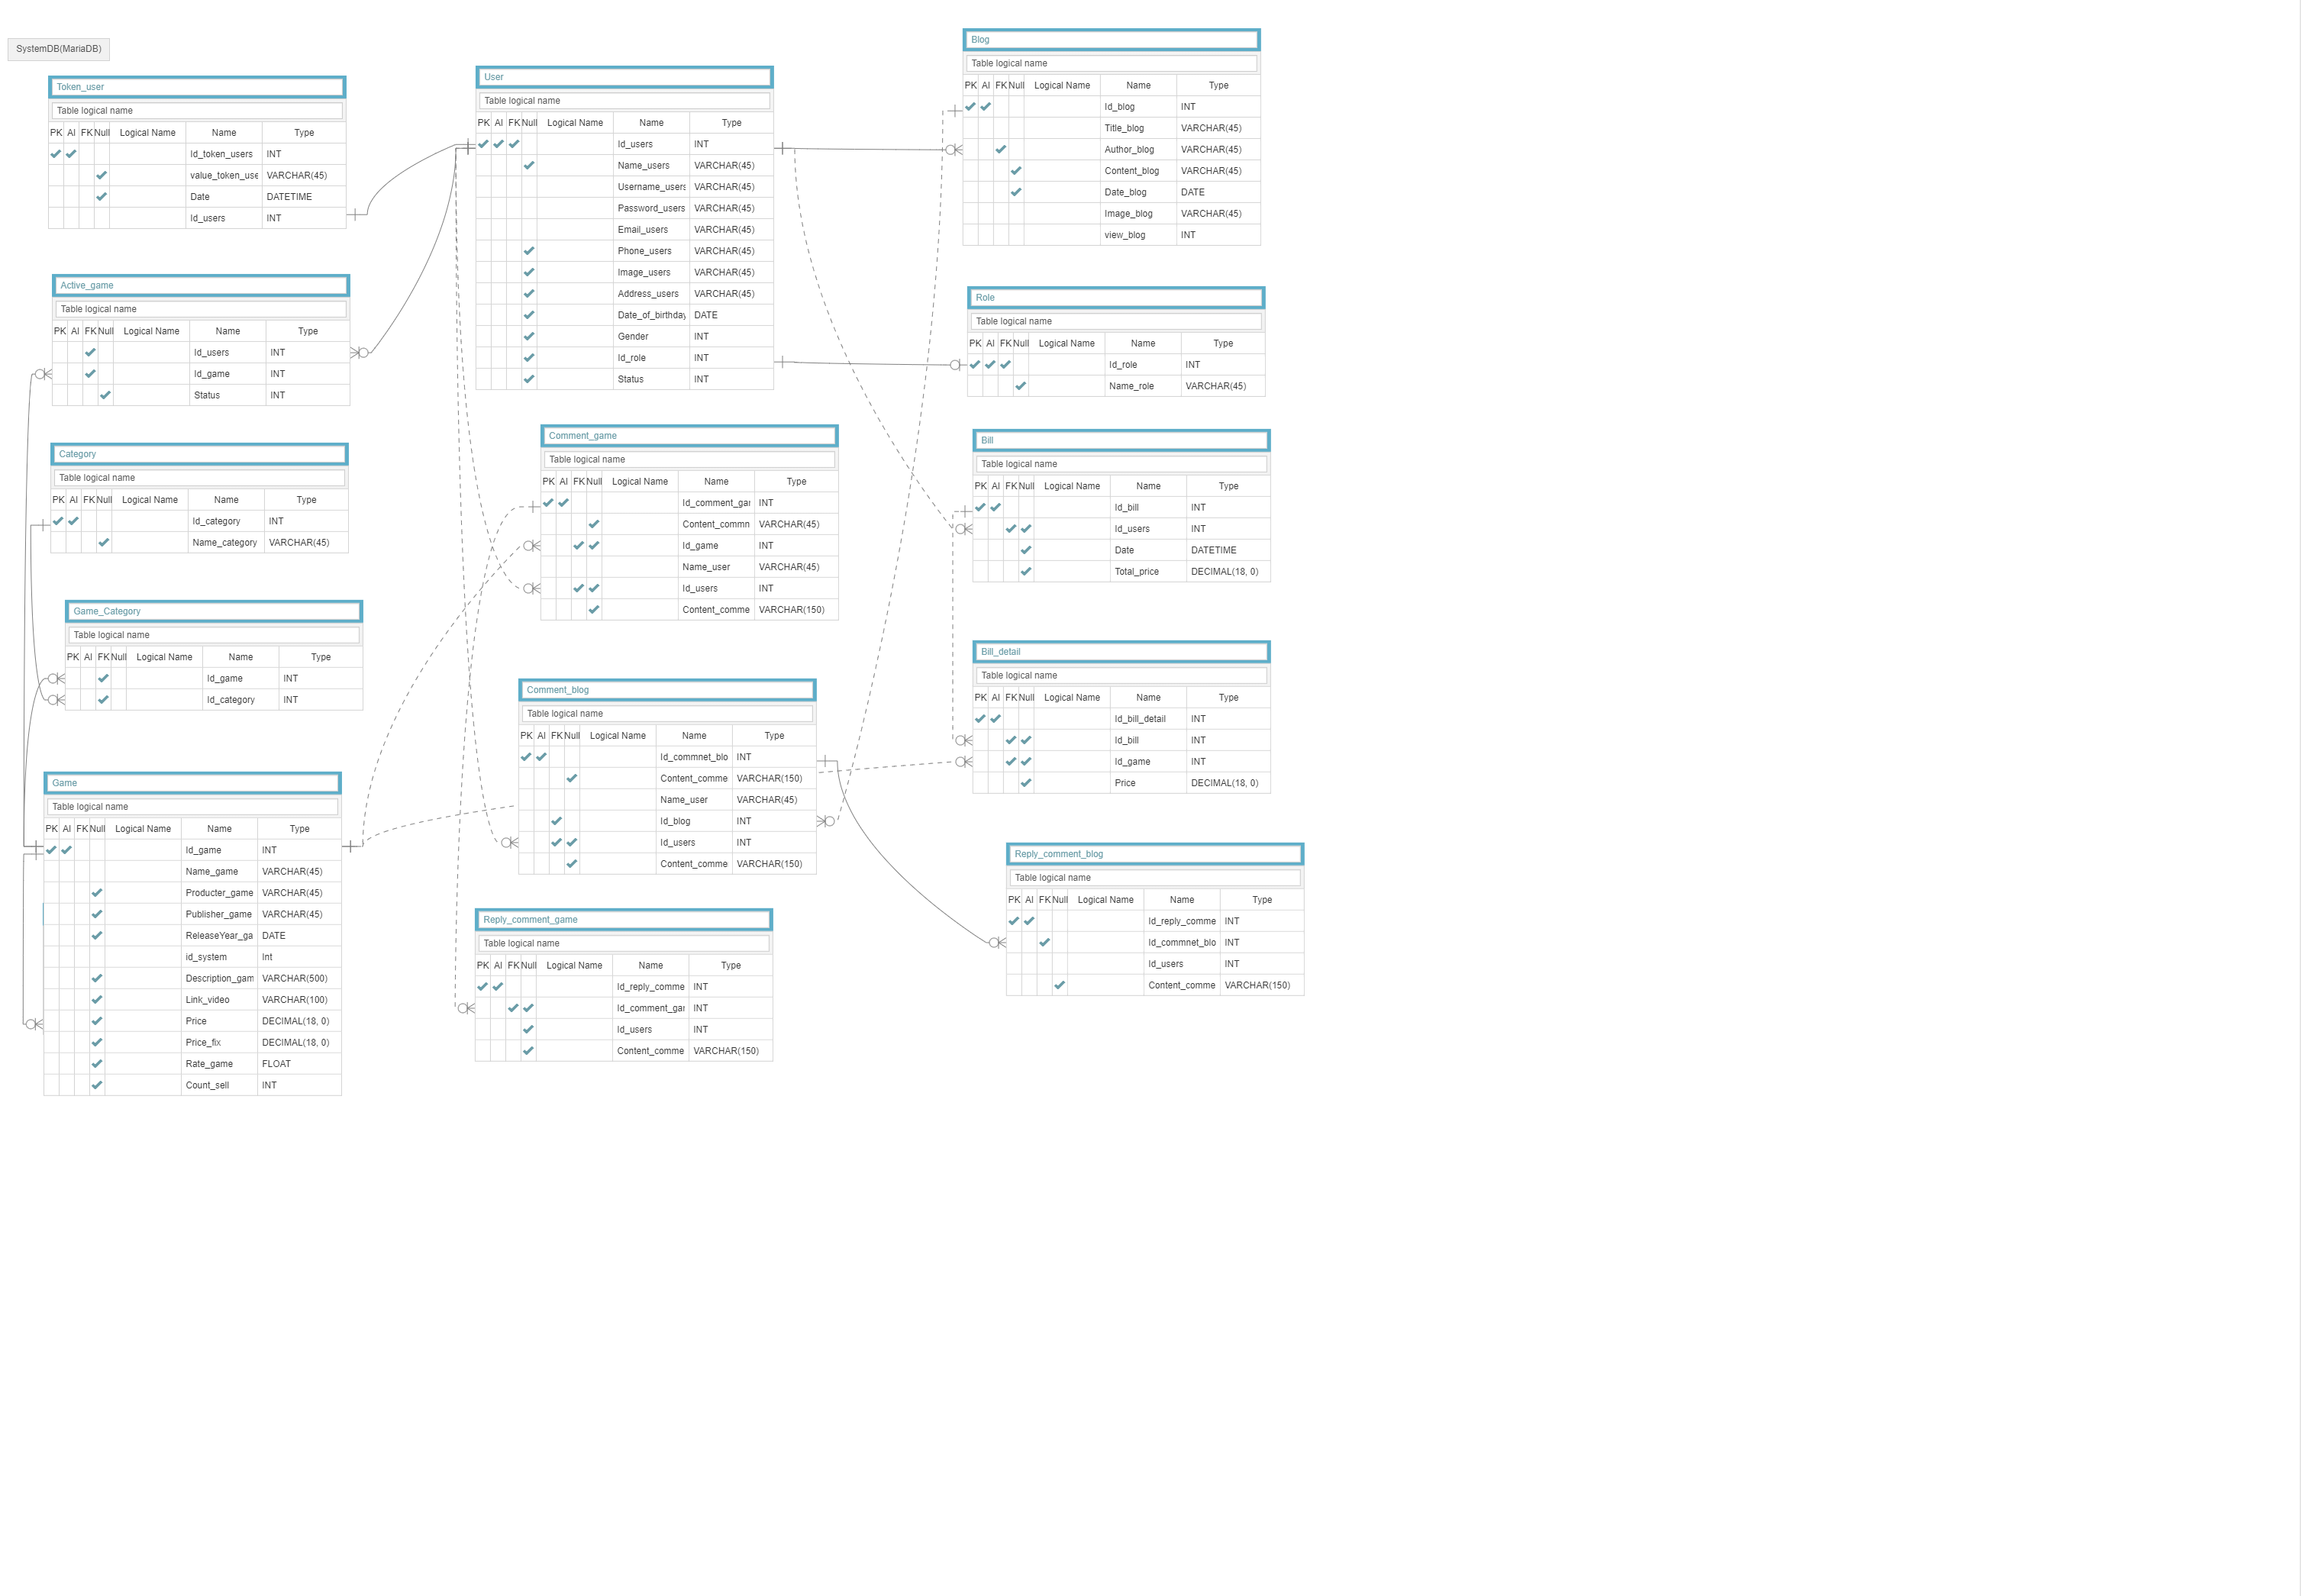 SystemDB(MariaDB)
Token_user
Table logical name
PK AI FK Null Logical Name Name Type
Id_token_users INT
value_token_use VARCHAR(45)
Date DATETIME
Id_users INT
Active_game
Table logical name
PK AI FK Null Logical Name Name Type
Id_users INT
Id_game INT
Status INT
Category
Table logical name
PK AI FK Null Logical Name Name Type
Id_category INT
Name_category VARCHAR(45)
Game_Category
Table logical name
PK AI FK Null Logical Name Name Type
Id_game INT
Id_category INT
Game
Table logical name
PK AI FK Null Logical Name Name Type
Id_game INT
Name_game VARCHAR(45)
Producter_game VARCHAR(45)
Publisher_game VARCHAR(45)
ReleaseYear_ga DATE
id_system Int
Description_gam VARCHAR(500)
Link_video VARCHAR(100)
Price DECIMAL(18, 0)
Price_fix DECIMAL(18, 0)
Rate_game FLOAT
Count_sell INT
User
Table logical name
PK AI FK Null Logical Name Name Type
Id_users INT
Name_users VARCHAR(45)
Username_users VARCHAR(45)
Password_users VARCHAR(45)
Email_users VARCHAR(45)
Phone_users VARCHAR(45)
Image_users VARCHAR(45)
Address_users VARCHAR(45)
Date_of_birthday DATE
Gender INT
Id_role INT
Status INT
Comment_game
Table logical name
PK AI FK Null Logical Name Name Type
Id_comment_gar INT
Content_commn VARCHAR(45)
Id_game INT
Name_user VARCHAR(45)
Id_users INT
Content_comme VARCHAR(150)
Comment_blog
Table logical name
PK AI FK Null Logical Name Name Type
Id_commnet_blo INT
Content_comme VARCHAR(150)
Name_user VARCHAR(45)
Id_blog INT
Id_users INT
Content_comme VARCHAR(150)
Reply_comment_game
Table logical name
PK AI FK Null Logical Name Name Type
Id_reply_comme INT
Id_comment_gar INT
Id_users INT
Content_comme VARCHAR(150)
Blog
Table logical name
PK AI FK Null Logical Name Name Type
Id_blog INT
Title_blog VARCHAR(45)
Author_blog VARCHAR(45)
Content_blog VARCHAR(45)
Date_blog DATE
Image_blog VARCHAR(45)
view_blog INT
Role
Table logical name
PK AI FK Null Logical Name Name Type
Id_role INT
Name_role VARCHAR(45)
Bill
Table logical name
PK AI FK Null Logical Name Name Type
Id_bill INT
Id_users INT
Date DATETIME
Total_price DECIMAL(18, 0)
Bill_detail
Table logical name
PK AI FK Null Logical Name Name Type
Id_bill_detail INT
Id_bill INT
Id_game INT
Price DECIMAL(18, 0)
Reply_comment_blog
Table logical name
PK AI FK Null Logical Name Name Type
Id_reply_comme INT
Id_commnet_blo INT
Id_users INT
Content_comme VARCHAR(150)